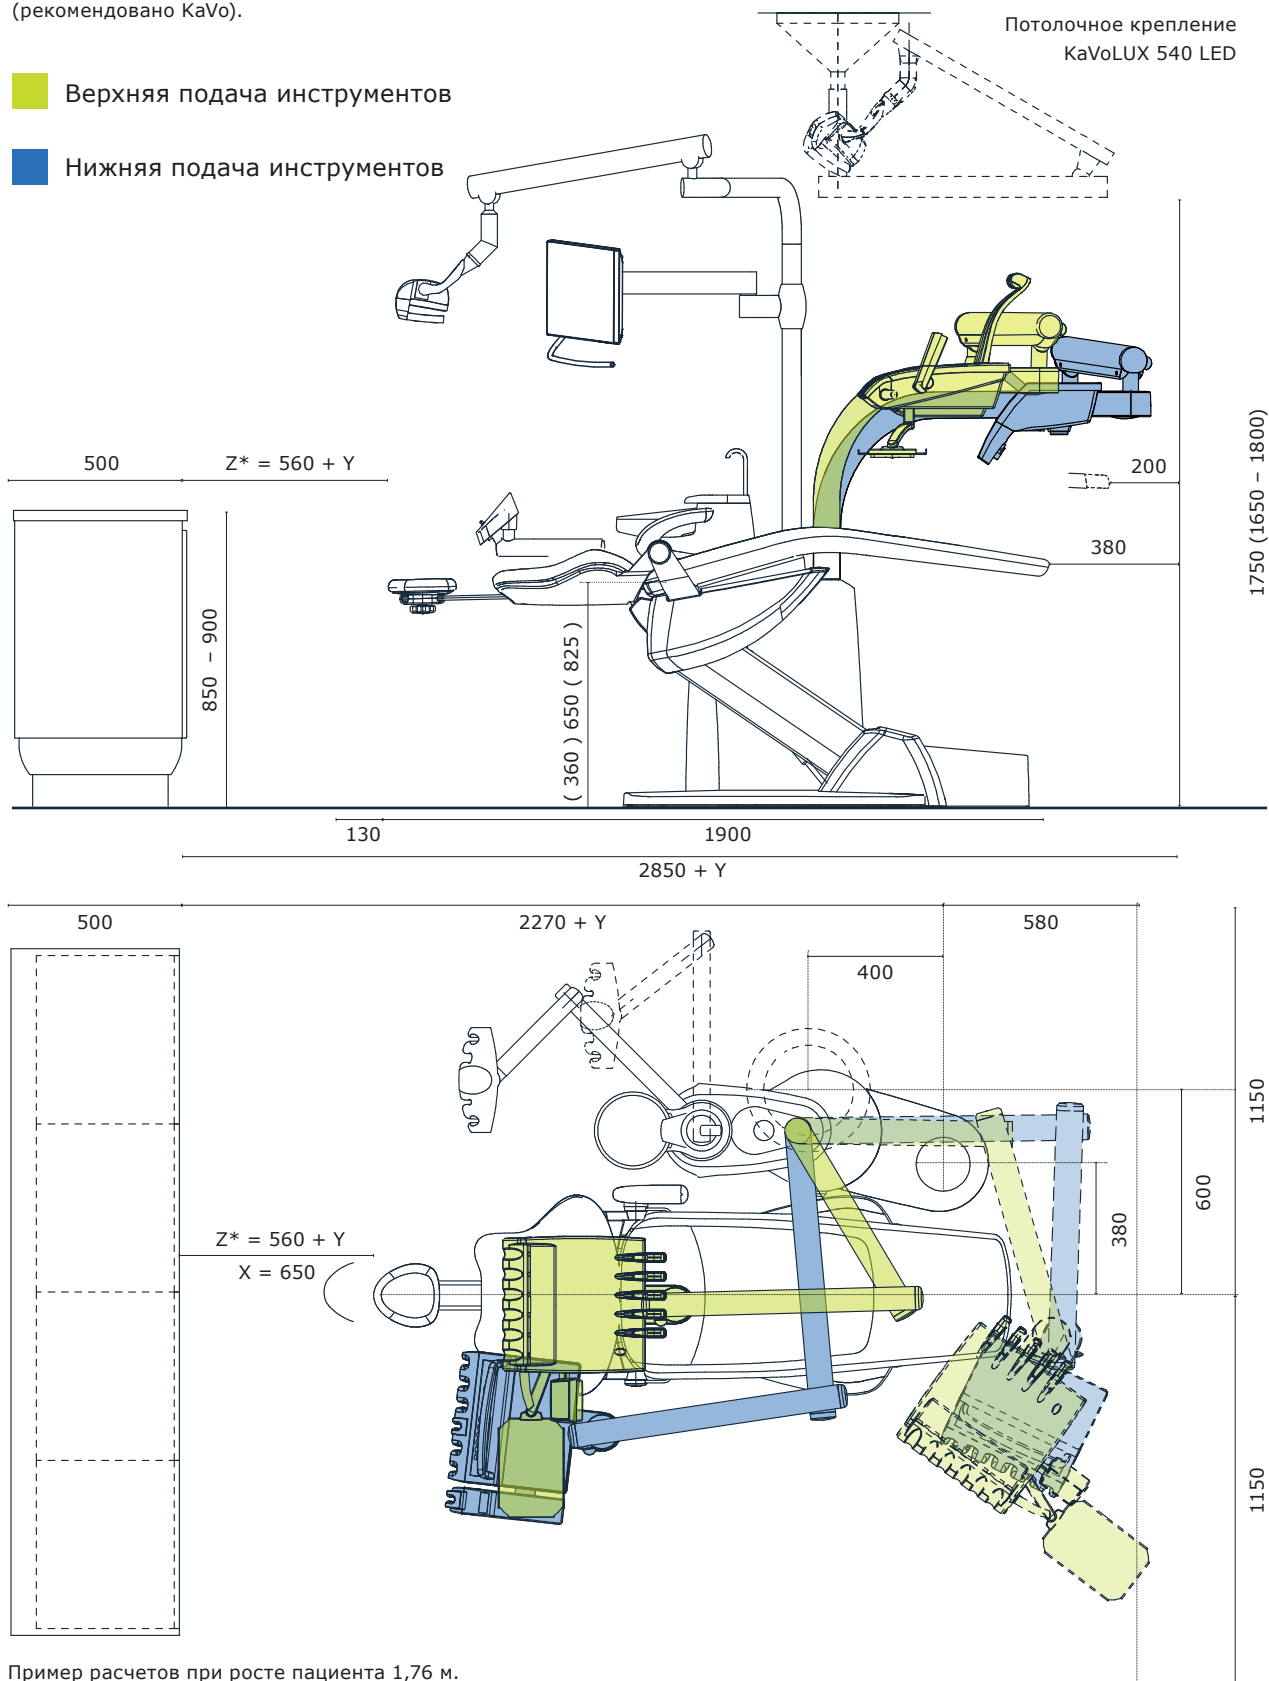 (рекомендовано KaVo).
Потолочное крепление
KaVoLUX 540 LED
Верхняя подача инструментов
Нижняя подача инструментов
500
Z* = 560 + Y
200
380
1750 (1650 – 1800)
850 – 900
( 360 ) 650 ( 825 )
130
1900
2850 + Y
500
2270 + Y
580
400
1150
600
380
Z* = 560 + Y
X = 650
1150
Пример расчетов при росте пациента 1,76 м.